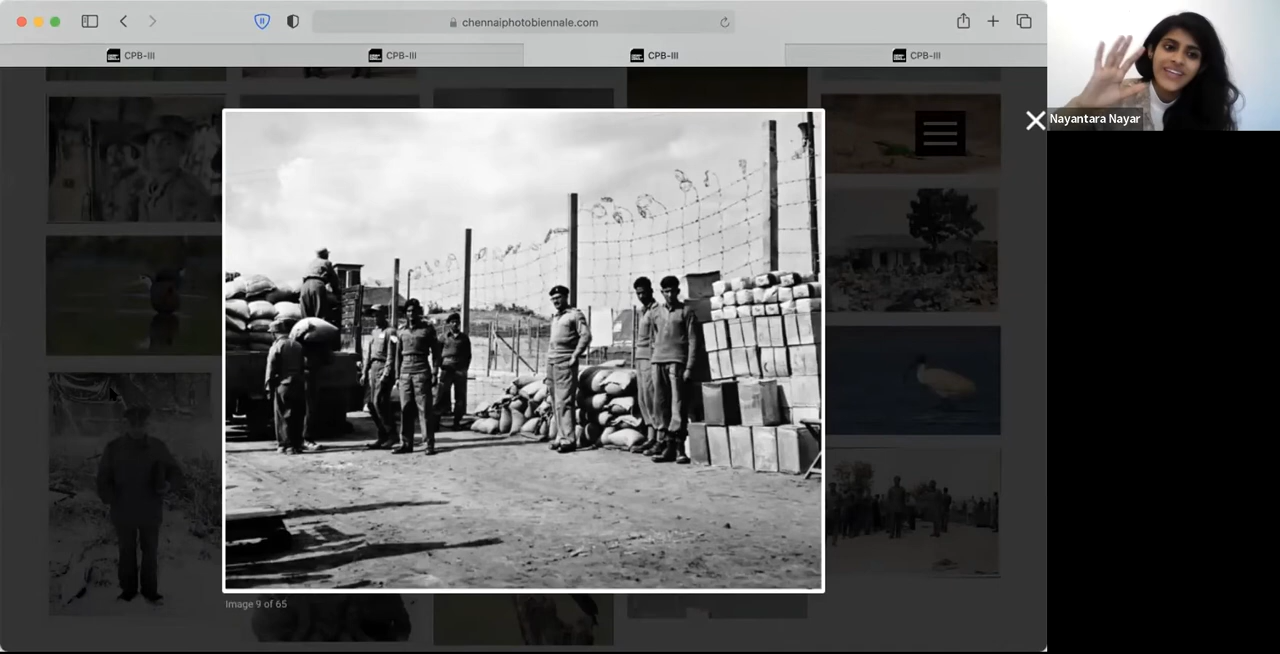 chennaiphotobiennale.com
CPB-III
CPB-III
CPB-III
CPB-III
Nayantara Nayar
Image 9 of 65